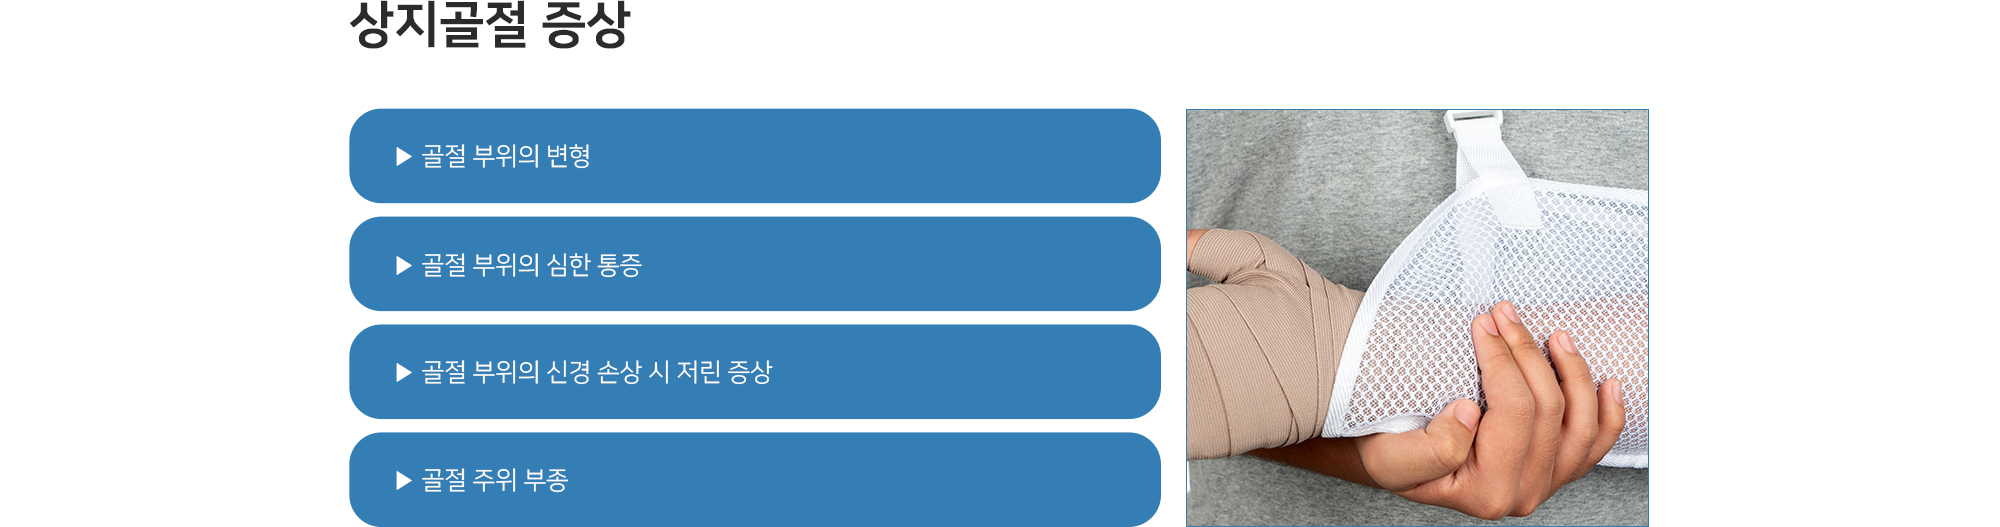 상지골절 증상
▶ 골절 부위의 변형
▶ 골절 부위의 심한 통증
▶ 골절 부위의 신경 손상 시 저린 증상
▶ 골절 주위 부종